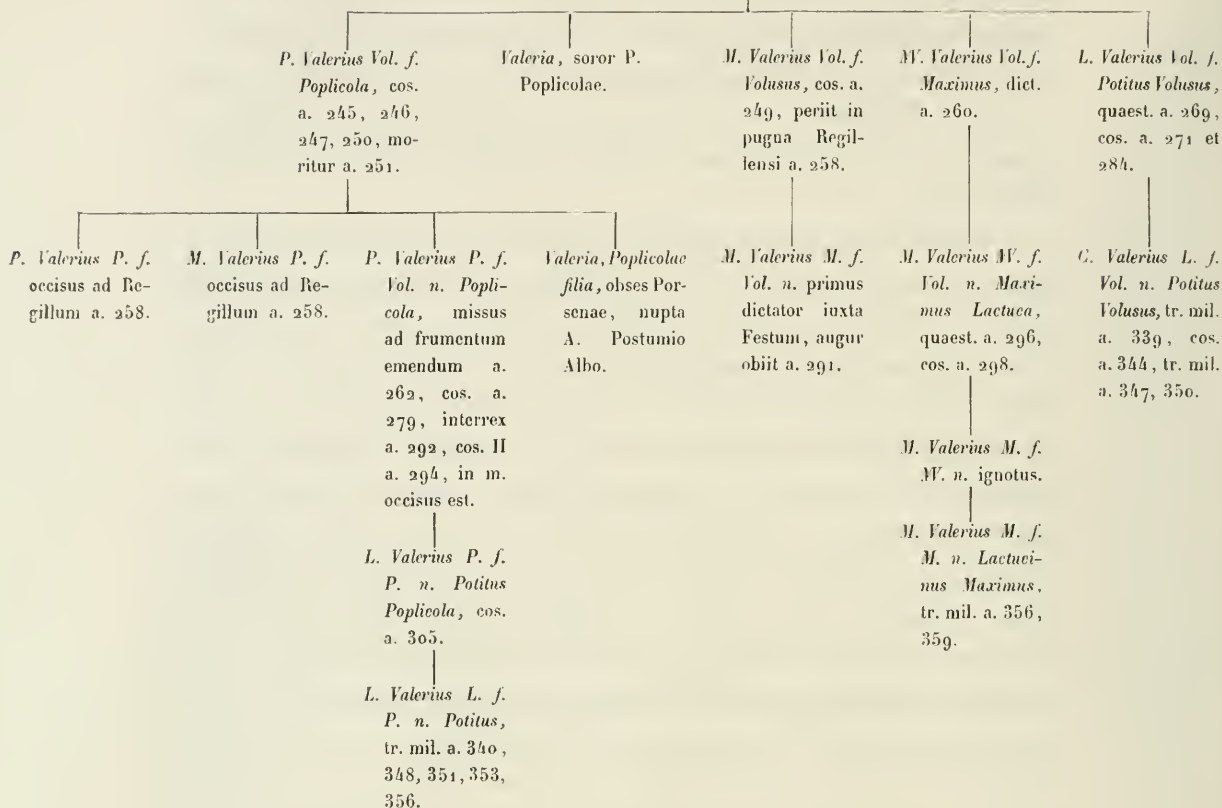 P. Valerius Vol. f.
Poplicola, cos.
a. 245, 246,
247, 250, mo-
ritur a. 251.
Valeria, soror P.
Poplicolae.
M. Valerius Vol. f.
Volusus, cos. a.
249, periit in
pugna Regil-
lensi a. 258.
M'. Valerius Vol. f.
Maximus, dict.
a. 260.
L. Valerius Vol. f.
Potitus Volusus,
quaest. a. 269,
cos. a. 271 et
284.
P. Valerius P. f.
occisus ad Re-
gillum a. 258.
M. Valerius P. f.
occisus ad Re-
gillum a. 258.
P. Valerius P. f.
Vol. n. Popli-
cola, missus
ad frumentum
emendum a.
262, cos. a.
279, interrex
a. 292, cos. II
a. 294, in m.
occisus est.
Valeria, Poplicolae
filia, obses Por-
senae, nupta
A. Postumio
Albo.
M. Valerius M. f.
Vol. n. primus
dictator iuxta
Festum, augur
obiit a. 291.
M. Valerius M'. f.
Vol. n. Maxi-
mus Lactuca,
quaest. a. 296,
cos. a. 298.
C. Valerius L. f.
Vol. n. Potitus
Volusus, tr. mil.
a. 339, cos.
a. 344, tr. mil.
a. 347, 350.
M. Valerius M. f.
M'. n. ignotus.
L. Valerius P. f.
P. n. Potitus
Poplicola, cos.
a. 305.
M. Valerius M. f.
M. n. Lactuci-
nus Maximus,
tr. mil. a. 356,
359.
L. Valerius L. f.
P. n. Potitus,
tr. mil. a. 340,
348, 351, 353,
356.